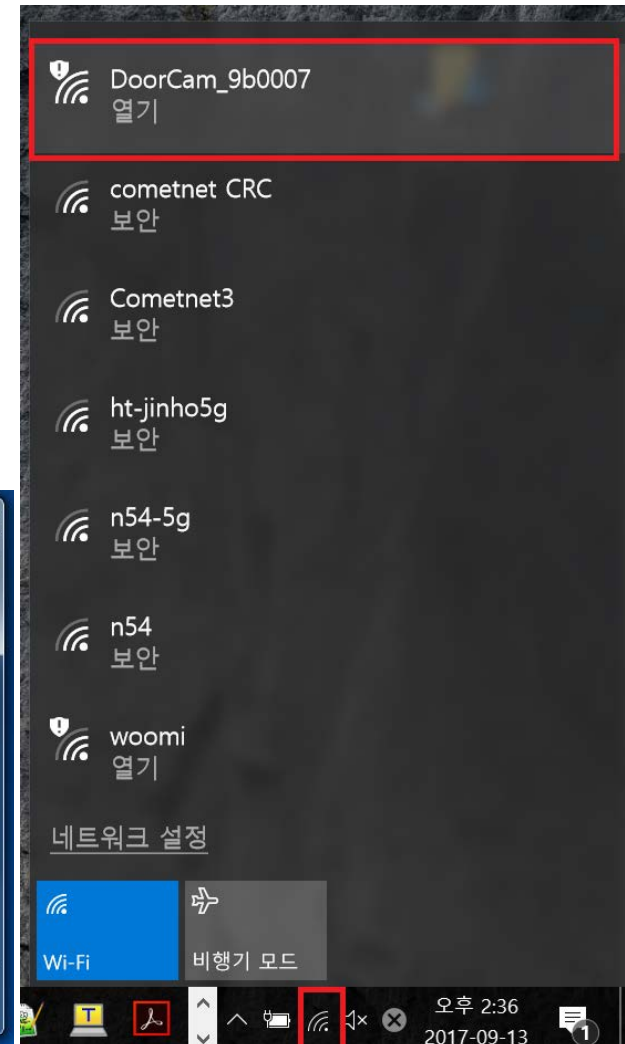 DoorCam_9b0007
열기
cometnet CRC
보안
Cometnet3
보안
ht-jinho5g
보안
n54-5g
보안
n54
보안
woomi
열기
네트워크 설정
Wi-Fi
비행기 모드
T
오후 2:36
2017-09-13
1